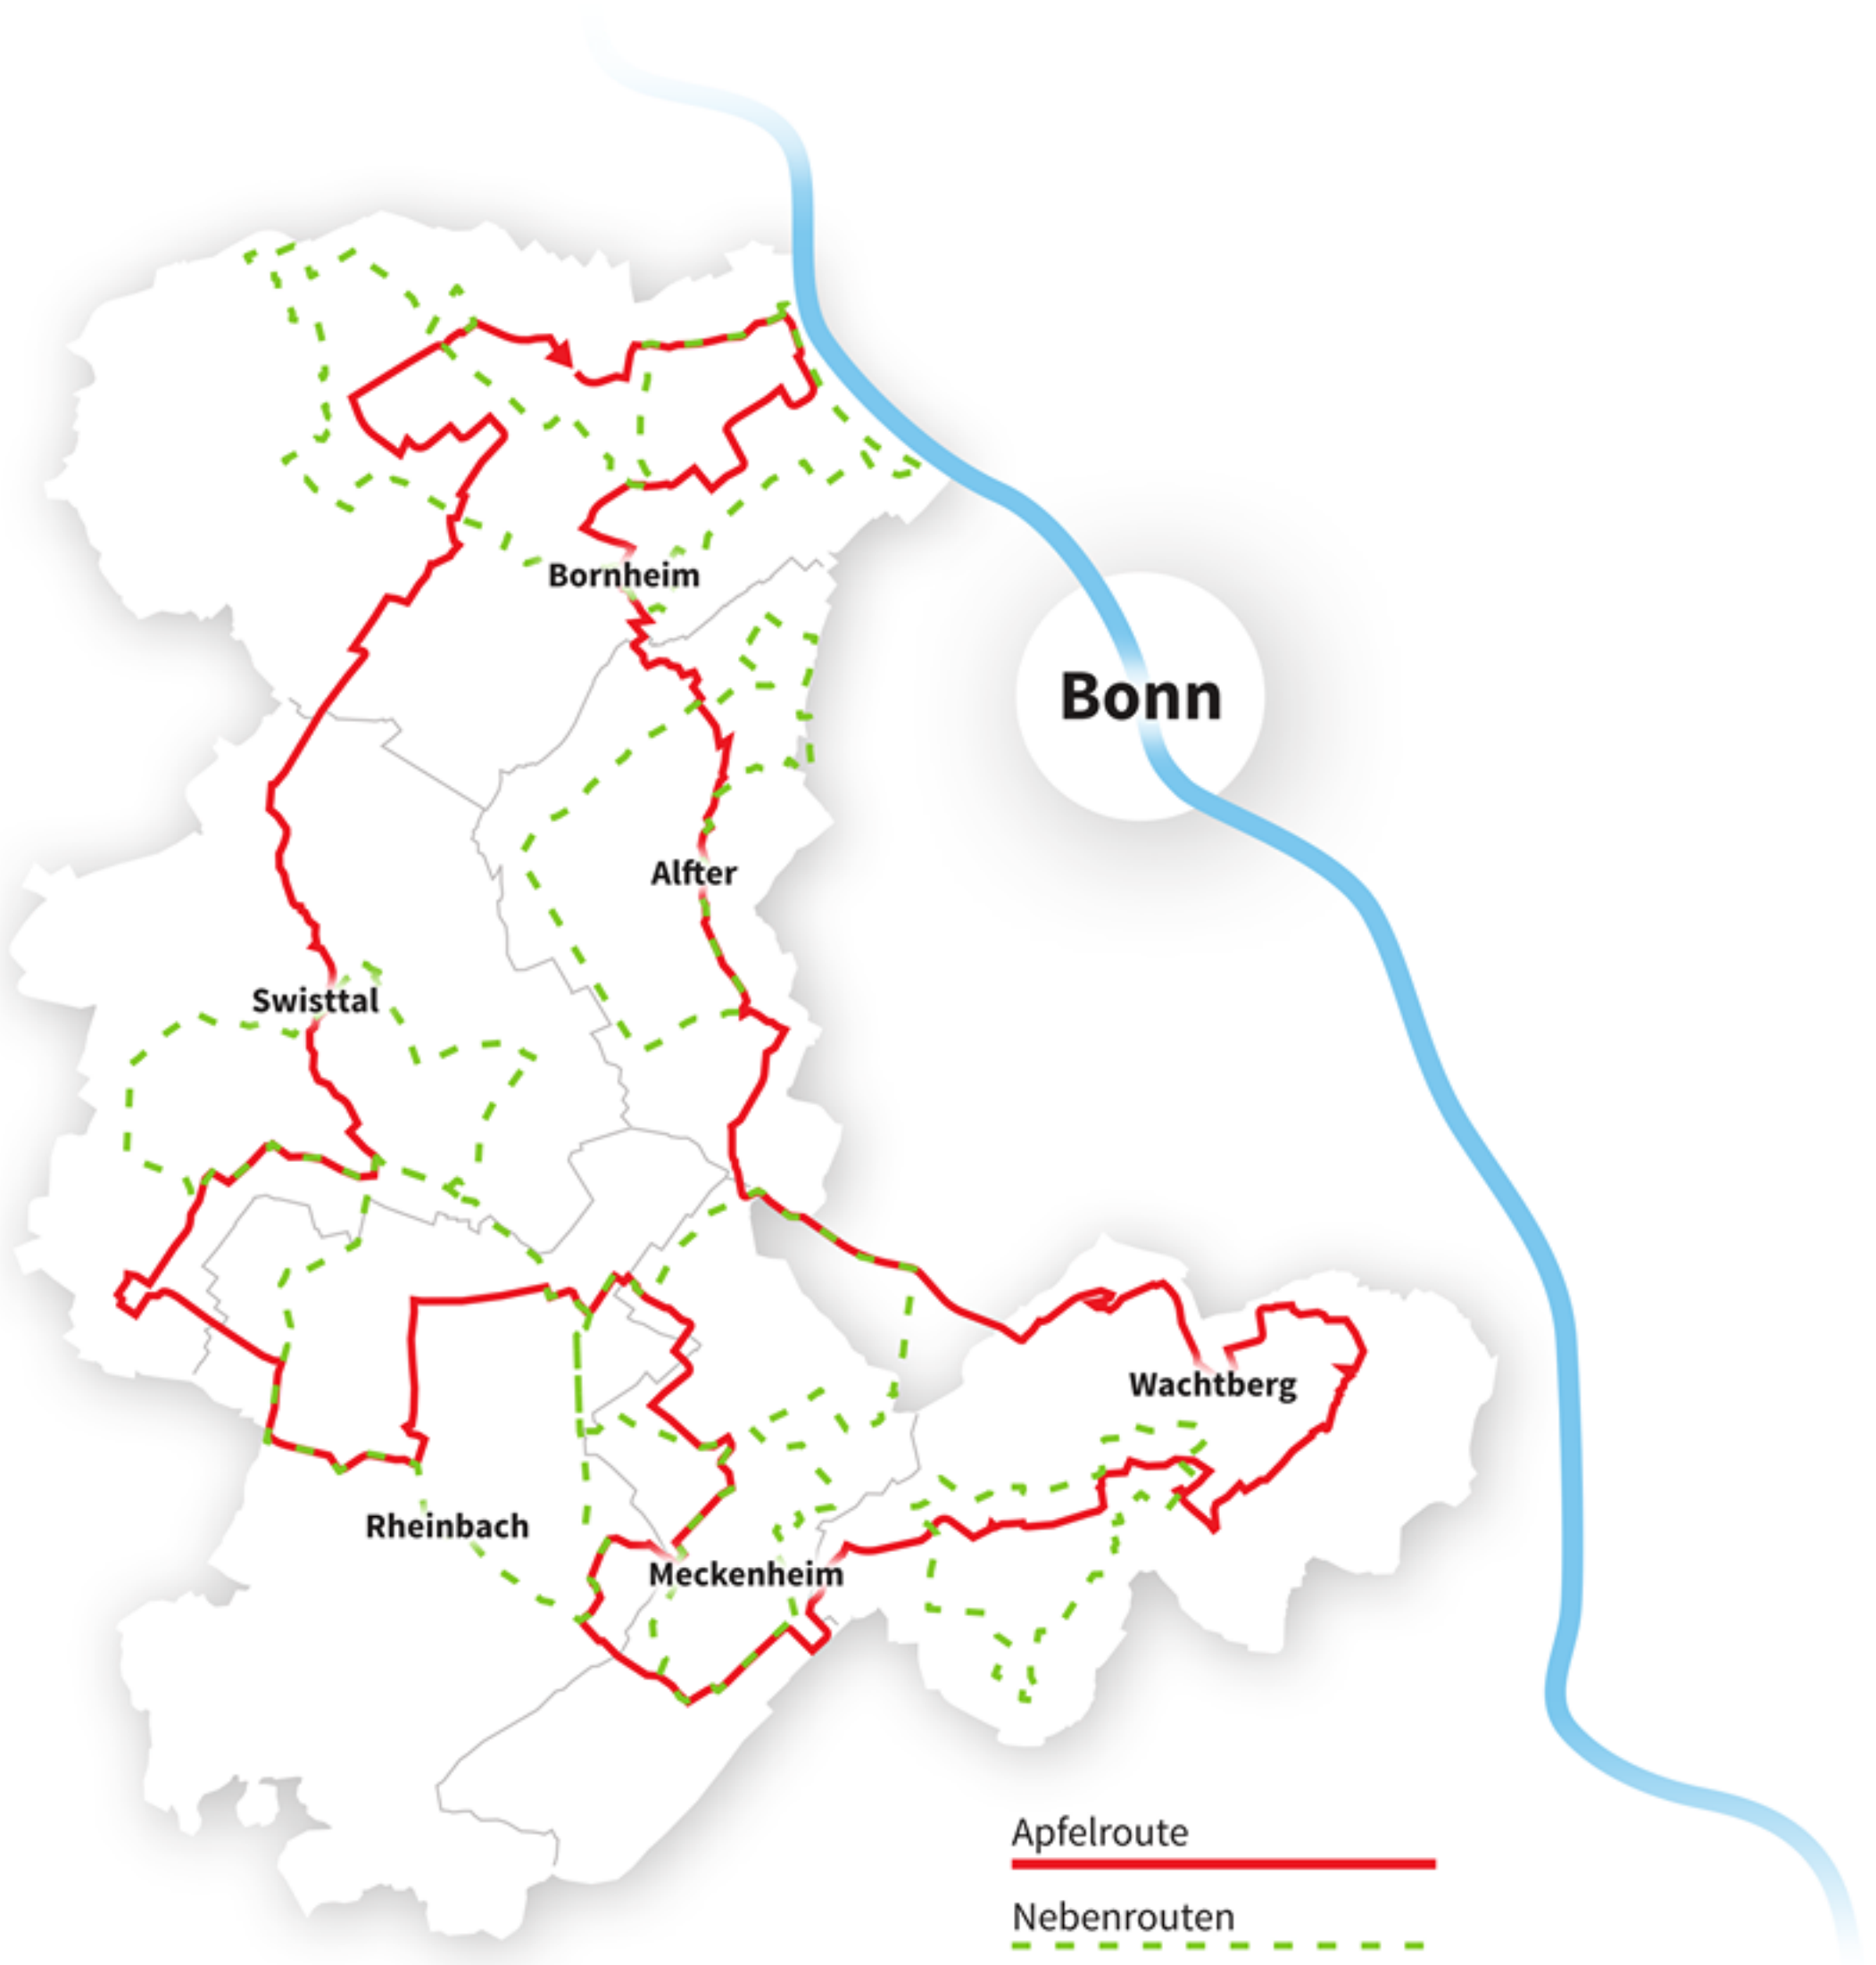 Bornheim
Bonn
Alfter
Swisttal
Wachtberg
Rheinbach
Meckenheim
Apfelroute
Nebenrouten